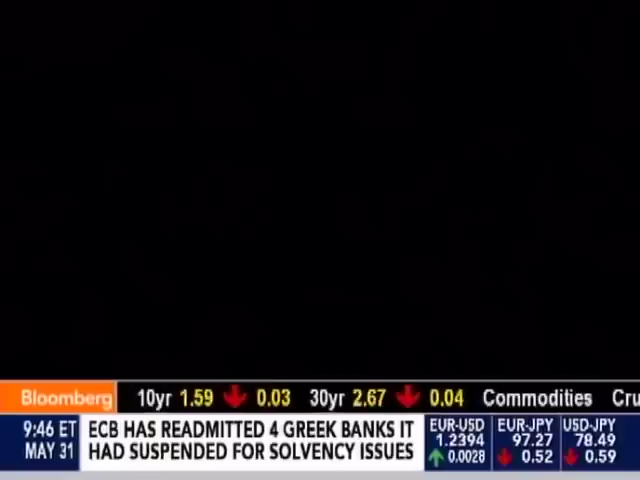 Bloomberg 10yr 1.59 0.03 30yr 2.67 0.04 Commodities Cru
9:46 ET
MAY 31
ECB HAS READMITTED 4 GREEK BANKS IT
HAD SUSPENDED FOR SOLVENCY ISSUES
EUR-USD
1.2394
0.0028
EUR-JPY
97.27
0.52
USD-JPY
78.49
0.59